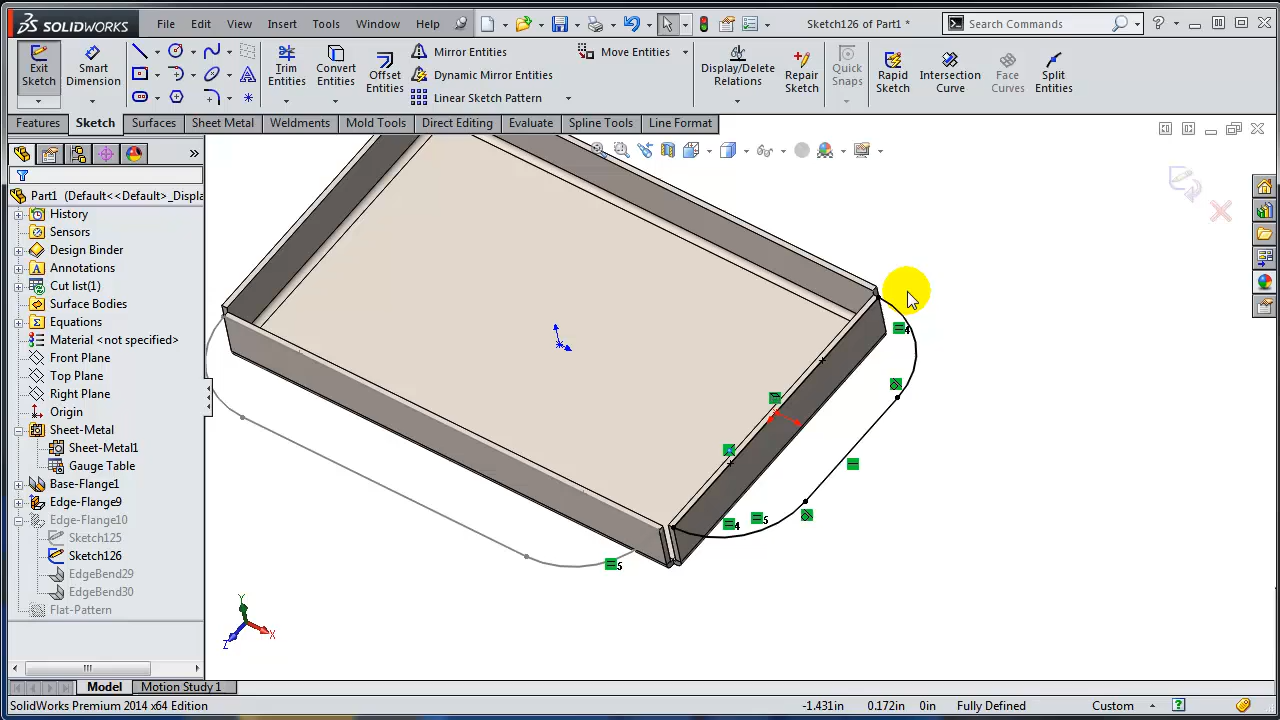 SOLIDWORKS File Edit View Insert Tools Window Help Sketch126 of Part1 * Search Commands
Exit Sketch
Smart Dimension
Trim Entities
Convert Entities
Offset Entities
Mirror Entities
Dynamic Mirror Entities
Linear Sketch Pattern
Move Entities
Display/Delete Relations
Repair Sketch
Quick Snaps
Rapid Sketch
Intersection Curve
Face Curves
Split Entities
Features Sketch Surfaces Sheet Metal Weldments Mold Tools Direct Editing Evaluate Spline Tools Line Format
Part1 (Default<<Default>_Displa
History
Sensors
Design Binder
Annotations
Cut list(1)
Surface Bodies
Equations
Material <not specified>
Front Plane
Top Plane
Right Plane
Origin
Sheet-Metal
Sheet-Metal1
Gauge Table
Base-Flange1
Edge-Flange9
Edge-Flange10
Sketch125
Sketch126
EdgeBend29
EdgeBend30
Flat-Pattern
4
4
5
5
Y
X
Z
Model Motion Study 1
SolidWorks Premium 2014 x64 Edition -1.431in 0.172in 0in Fully Defined Custom